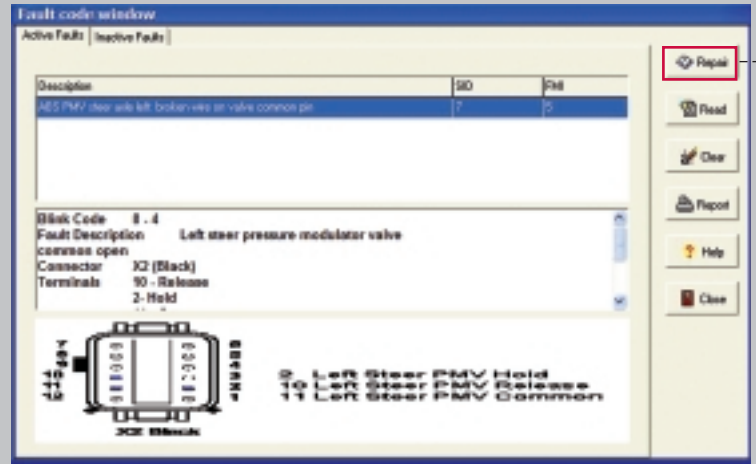 Fault code window
Active Faults Inactive Faults
Description SID FMI
ABS PMV steer axle left: broken wire on valve common pin 7 5
Repair
Read
Clear
Report
Help
Close
Blink Code 8 . 4
Fault Description Left steer pressure modulator valve
common open
Connector X2 (Black)
Terminals 10 - Release
2- Hold
Left Steer PMV Hold
10 Left Steer PMV Release
11 Left Steer PMV Common
X2 Black